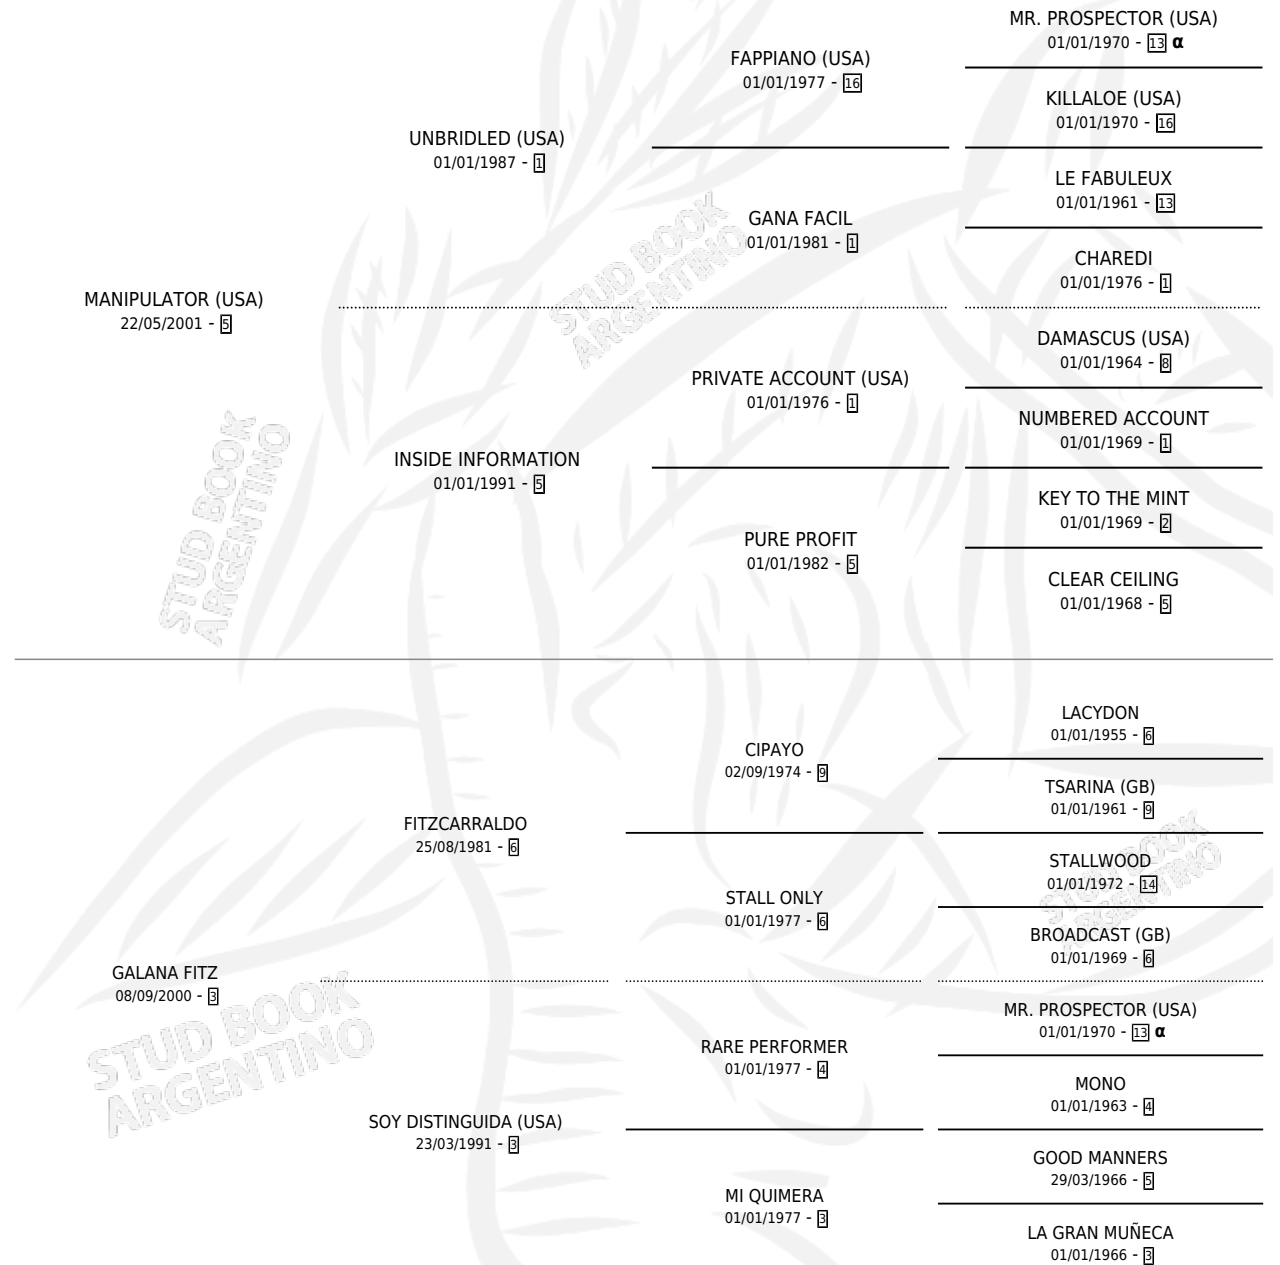 MR. PROSPECTOR (USA)
01/01/1970 - 13 α
FAPPIANO (USA)
01/01/1977 - 16
KILLALOE (USA)
01/01/1970 - 16
UNBRIDLED (USA)
01/01/1987 - 1
LE FABULEUX
01/01/1961 - 13
GANA FACIL
01/01/1981 - 1
CHAREDI
01/01/1976 - 1
MANIPULATOR (USA)
22/05/2001 - 5
STUD BOOK
ARGENTINO
DAMASCUS (USA)
01/01/1964 - 8
PRIVATE ACCOUNT (USA)
01/01/1976 - 1
NUMBERED ACCOUNT
01/01/1969 - 1
INSIDE INFORMATION
01/01/1991 - 5
KEY TO THE MINT
01/01/1969 - 2
PURE PROFIT
01/01/1982 - 5
CLEAR CEILING
01/01/1968 - 5
STUD BOOK
ARGENTINO
LACYDON
01/01/1955 - 6
CIPAYO
02/09/1974 - 9
TSARINA (GB)
01/01/1961 - 9
FITZCARRALDO
25/08/1981 - 6
STALLWOOD
01/01/1972 - 14
STALL ONLY
01/01/1977 - 6
BROADCAST (GB)
01/01/1969 - 6
STUD BOOK
ARGENTINO
GALANA FITZ
08/09/2000 - 3
MR. PROSPECTOR (USA)
01/01/1970 - 13 α
RARE PERFORMER
01/01/1977 - 4
MONO
01/01/1963 - 4
SOY DISTINGUIDA (USA)
23/03/1991 - 3
GOOD MANNERS
29/03/1966 - 5
MI QUIMERA
01/01/1977 - 3
LA GRAN MUÑECA
01/01/1966 - 3
STUD BOOK
ARGENTINO